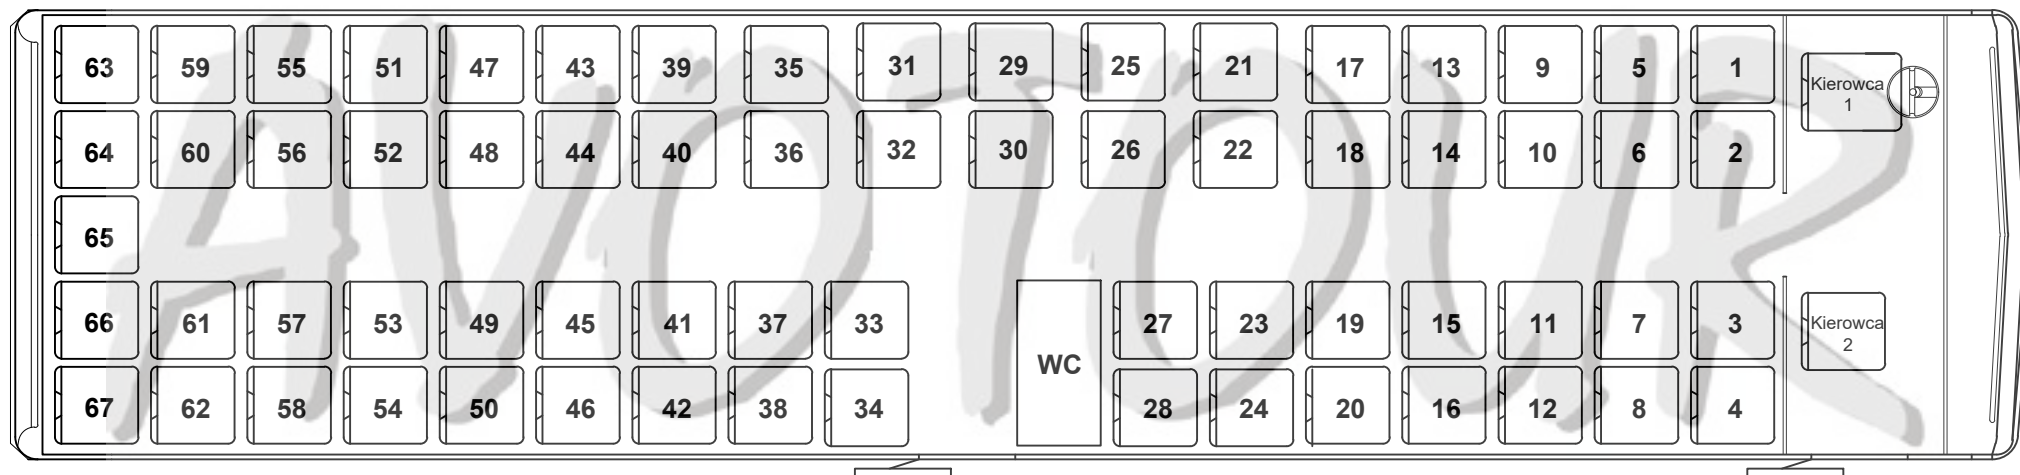 63 59 55 51 47 43 39 35 31 29 25 21 17 13 9 5 1
Kierowca
1
64 60 56 52 48 44 40 36 32 30 26 22 18 14 10 6 2
65
66 61 57 53 49 45 41 37 33 27 23 19 15 11 7 3
Kierowca
2
WC
67 62 58 54 50 46 42 38 34 28 24 20 16 12 8 4
AVOTOUR